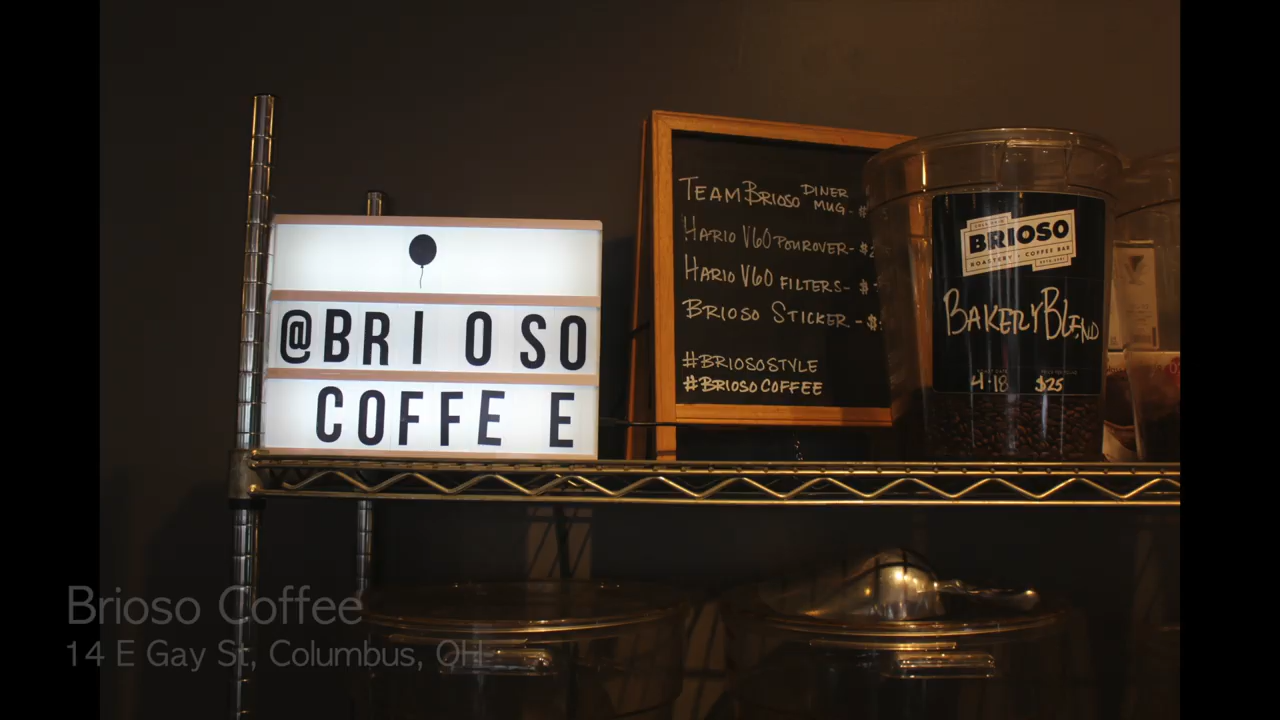 @BRIOSO
COFFEE
TEAM BRIOSO DINER MUG - $
HARIO V60 POUROVER - $2
HARIO V60 FILTERS - $
BRIOSO STICKER - $
#BRIOSOSTYLE
#BRIOSOCOFFEE
BRIOSO
ROASTERY + COFFEE BAR
BAKERY BLEND
4·18 $25
Brioso Coffee
14 E Gay St, Columbus, OH